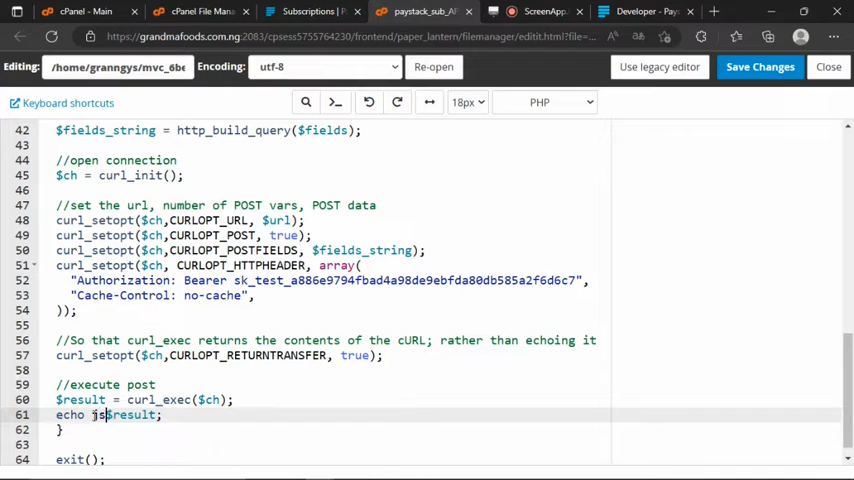 cPanel - Main
cPanel File Mana
Subscriptions | P
paystack_sub_AP
ScreenApp.
Developer - Pays
https://grandmafoods.com.ng:2083/cpsess5755764230/frontend/paper_lantern/filemanager/editit.html?file=...
Editing: /home/granngys/mvc_6be Encoding: utf-8 Re-open Use legacy editor Save Changes Close
Keyboard shortcuts 18px PHP
42 $fields_string = http_build_query($fields);
43
44 //open connection
45 $ch = curl_init();
46
47 //set the url, number of POST vars, POST data
48 curl_setopt($ch,CURLOPT_URL, $url);
49 curl_setopt($ch,CURLOPT_POST, true);
50 curl_setopt($ch,CURLOPT_POSTFIELDS, $fields_string);
51 curl_setopt($ch, CURLOPT_HTTPHEADER, array(
52 "Authorization: Bearer sk_test_a886e9794fbad4a98de9ebfda80db585a2f6d6c7",
53 "Cache-Control: no-cache",
54 ));
55
56 //So that curl_exec returns the contents of the cURL; rather than echoing it
57 curl_setopt($ch,CURLOPT_RETURNTRANSFER, true);
58
59 //execute post
60 $result = curl_exec($ch);
61 echo js$result;
62 }
63
64 exit();